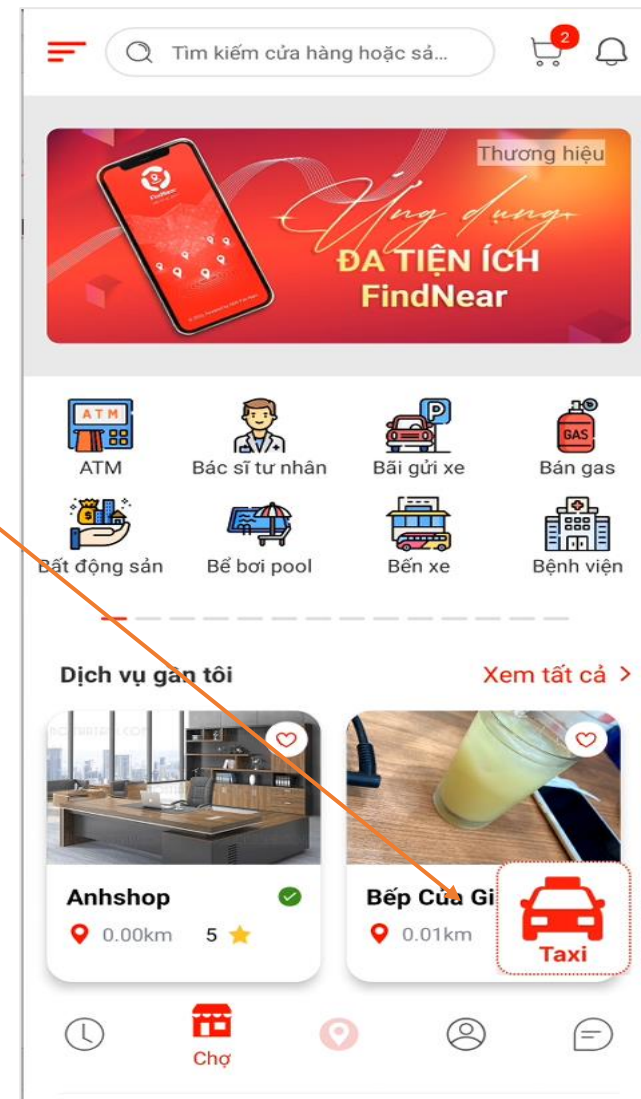 Tìm kiếm cửa hàng hoặc sả...
2
Thương hiệu
Ứng dụng
ĐA TIỆN ÍCH
FindNear
FindNear
ATM
GAS
ATM
Bác sĩ tư nhân
Bãi gửi xe
Bán gas
Bất động sản
Bể bơi pool
Bến xe
Bệnh viện
Dịch vụ gần tôi
Xem tất cả >
Anhshop
0.00km 5
Bếp Của Gi
0.01km
Taxi
Chợ